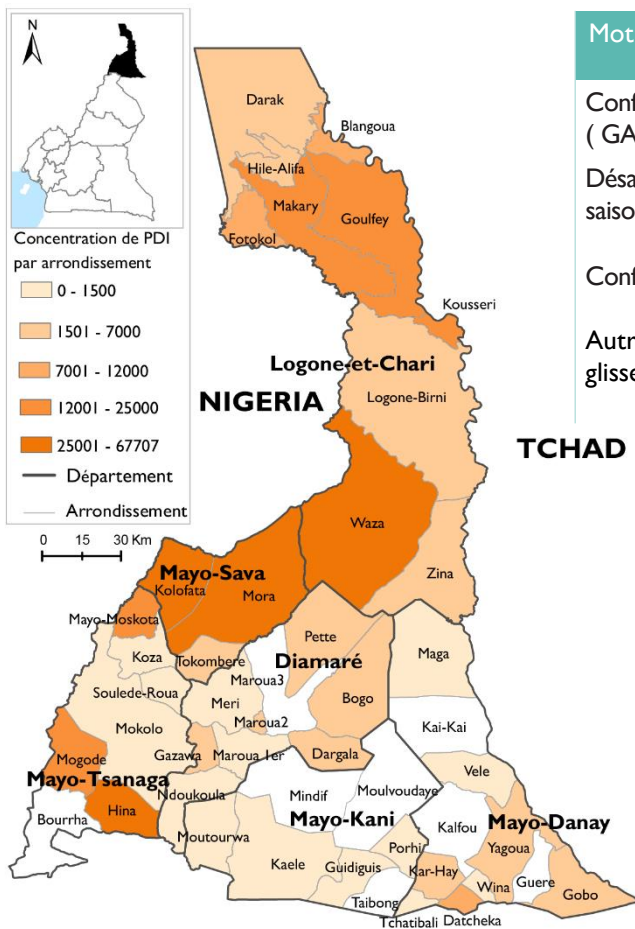 N
Concentration de PDI
par arrondissement
0 - 1500
1501 - 7000
7001 - 12000
12001 - 25000
25001 - 67707
Département
Arrondissement
0 15 30 Km
Darak
Blangoua
Hile-Alifa
Makary
Goulfey
Fotokol
Kousseri
Logone-et-Chari
NIGERIA
Logone-Birni
TCHAD
Waza
Zina
Mayo-Sava
Kolofata
Mora
Mayo-Moskota
Koza
Tokombere
Pette
Diamaré
Maga
Maroua3
Soulede-Roua
Meri
Bogo
Maroua2
Kai-Kai
Mokolo
Mogode
Gazawa
Maroua 1er
Dargala
Vele
Mayo-Tsanaga
Ndoukoula
Mindif
Moulvoudaye
Hina
Bourrha
Mayo-Kani
Kalfou
Mayo-Danay
Moutourwa
Yagoua
Porhi
Kaele
Guidiguis
Kar-Hay
Wina
Guere
Gobo
Taibong
Tchatibali
Datcheka
Mot
Conf
( GA
Désa
saiso
Conf
Autr
glisse